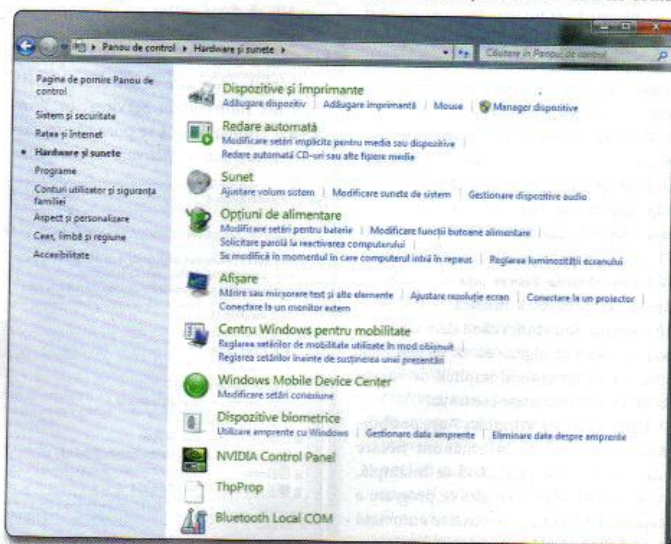 Panou de control ▸ Hardware și sunete ▸
Căutare în Panou de control
Pagina de pornire Panou de
control
Sistem și securitate
Rețea și Internet
Hardware și sunete
Programe
Conturi utilizator și siguranța
familiei
Aspect și personalizare
Ceas, limbă și regiune
Accesibilitate
Dispozitive și imprimante
Adăugare dispozitiv | Adăugare imprimantă | Mouse | Manager dispozitive
Redare automată
Modificare setări implicite pentru media sau dispozitive |
Redare automată CD-uri sau alte fișiere media
Sunet
Ajustare volum sistem | Modificare sunete de sistem | Gestionare dispozitive audio
Opțiuni de alimentare
Modificare setări pentru baterie | Modificare funcții butoane alimentare |
Solicitare parolă la reactivarea computerului |
Se modifică în momentul în care computerul intră în repaus | Reglarea luminozității ecranului
Afișare
Mărire sau micșorare text și alte elemente | Ajustare rezoluție ecran | Conectare la un proiector |
Conectare la un monitor extern
Centru Windows pentru mobilitate
Reglarea setărilor de mobilitate utilizate în mod obișnuit |
Reglarea setărilor înainte de susținerea unei prezentări
Windows Mobile Device Center
Modificare setări conexiune
Dispozitive biometrice
Utilizare amprente cu Windows | Gestionare date amprente | Eliminare date despre amprente
NVIDIA Control Panel
ThpProp
Bluetooth Local COM